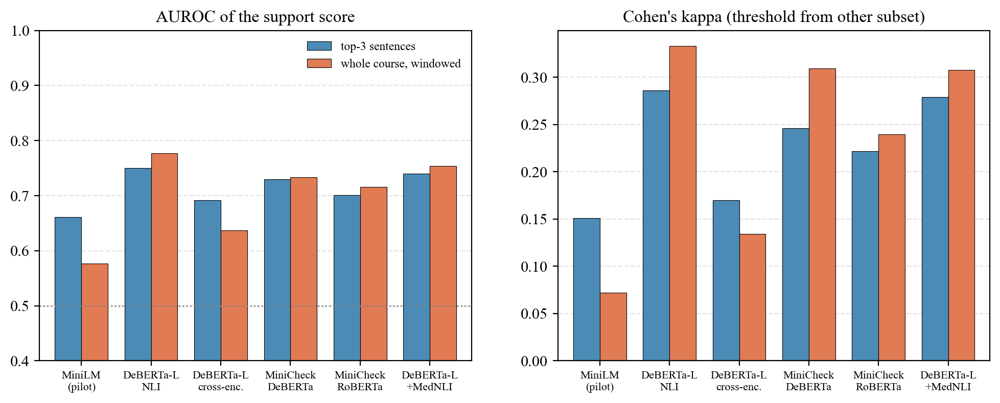 AUROC of the support score
1.0
0.9
0.8
0.7
0.6
0.5
0.4
top-3 sentences
whole course, windowed
MiniLM
(pilot)
DeBERTa-L
NLI
DeBERTa-L
cross-enc.
MiniCheck
DeBERTa
MiniCheck
RoBERTa
DeBERTa-L
+MedNLI
Cohen's kappa (threshold from other subset)
0.30
0.25
0.20
0.15
0.10
0.05
0.00
MiniLM
(pilot)
DeBERTa-L
NLI
DeBERTa-L
cross-enc.
MiniCheck
DeBERTa
MiniCheck
RoBERTa
DeBERTa-L
+MedNLI